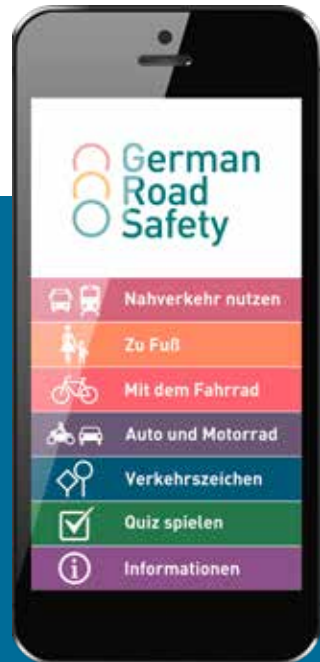 German
Road
Safety
Nahverkehr nutzen
Zu Fuß
Mit dem Fahrrad
Auto und Motorrad
Verkehrszeichen
Quiz spielen
Informationen